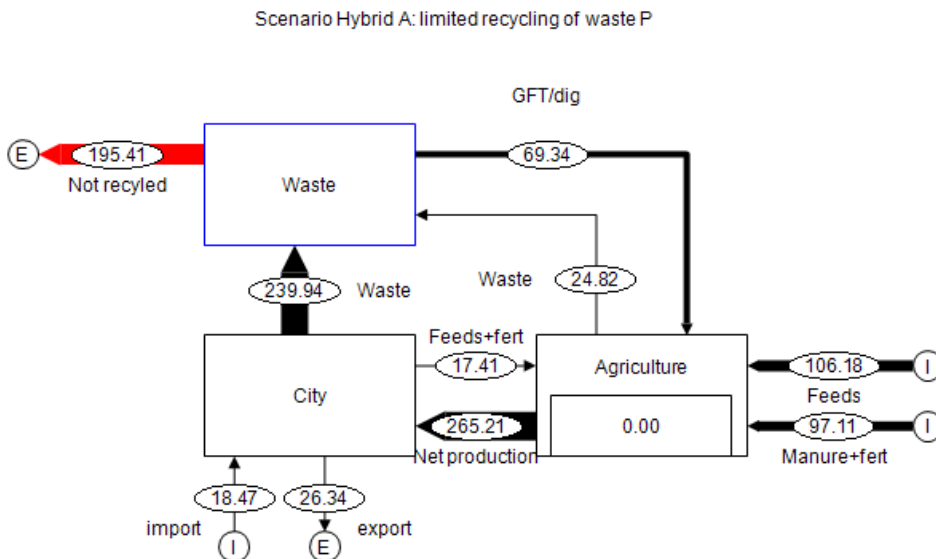 Scenario Hybrid A: limited recycling of waste P
GFT/dig
E
195.41
69.34
Not recyled
Waste
239.94
Waste
Waste
24.82
Feeds+fert
17.41
City
Agriculture
106.18
I
Feeds
265.21
0.00
97.11
I
Net production
Manure+fert
18.47
26.34
import
export
I
E